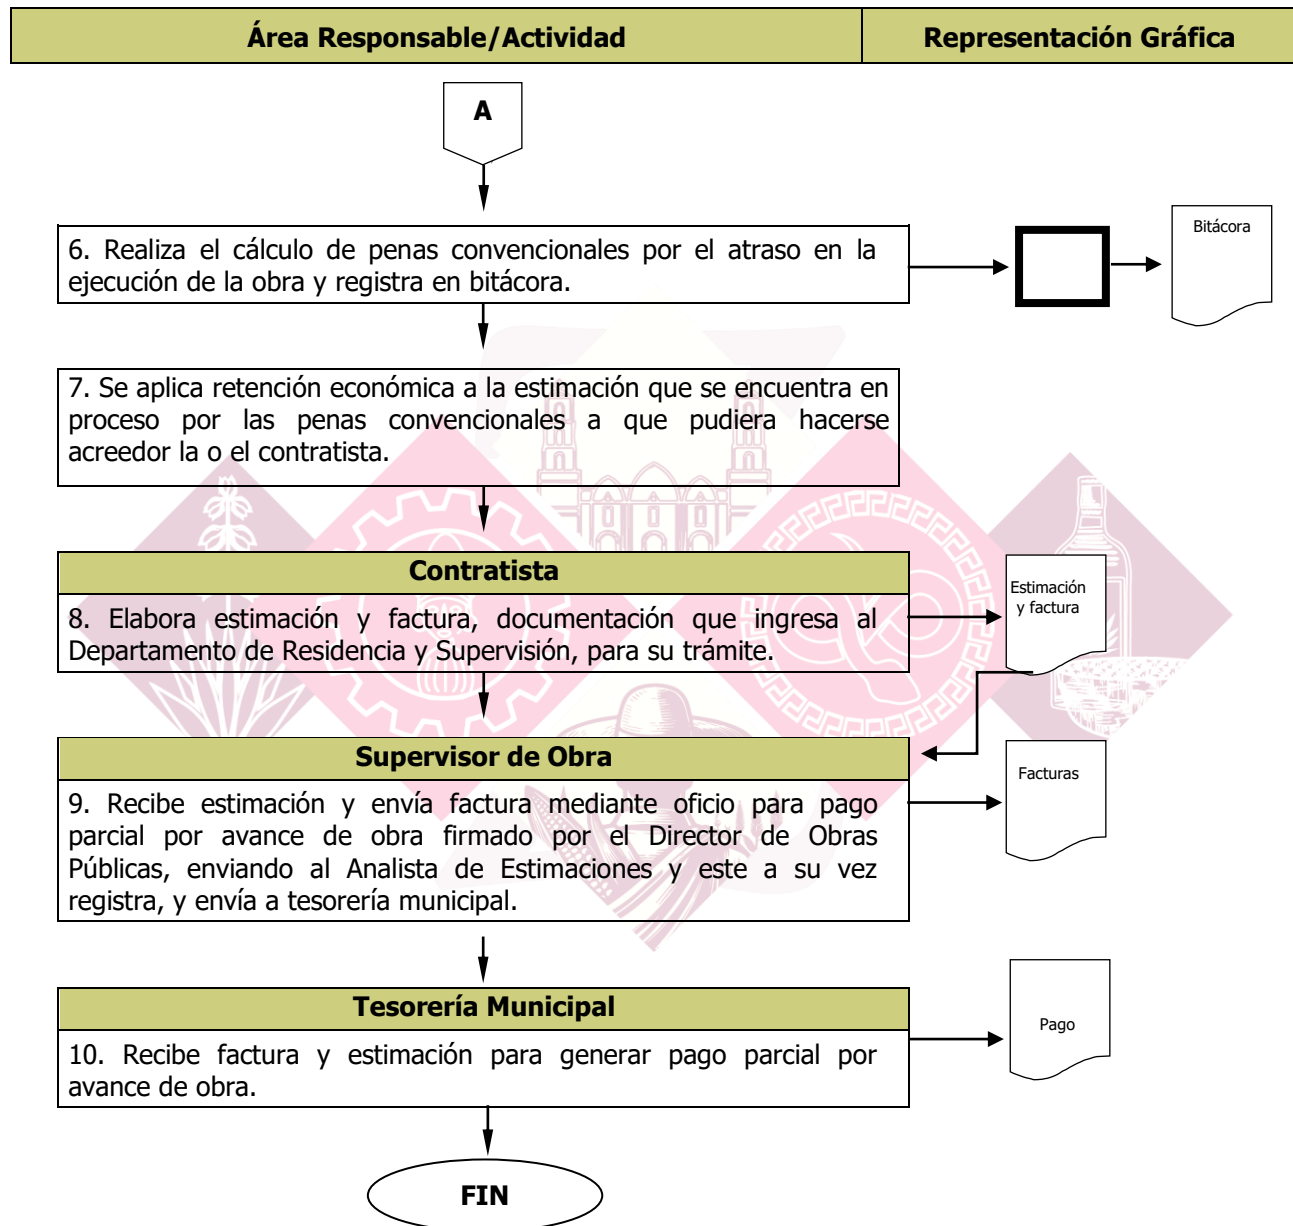 Área Responsable/Actividad
Representación Gráfica
A
6. Realiza el cálculo de penas convencionales por el atraso en la
ejecución de la obra y registra en bitácora.
Bitácora
7. Se aplica retención económica a la estimación que se encuentra en
proceso por las penas convencionales a que pudiera hacerse
acreedor la o el contratista.
Contratista
8. Elabora estimación y factura, documentación que ingresa al
Departamento de Residencia y Supervisión, para su trámite.
Estimación
y factura
Supervisor de Obra
9. Recibe estimación y envía factura mediante oficio para pago
parcial por avance de obra firmado por el Director de Obras
Públicas, enviando al Analista de Estimaciones y este a su vez
registra, y envía a tesorería municipal.
Facturas
Tesorería Municipal
10. Recibe factura y estimación para generar pago parcial por
avance de obra.
Pago
FIN